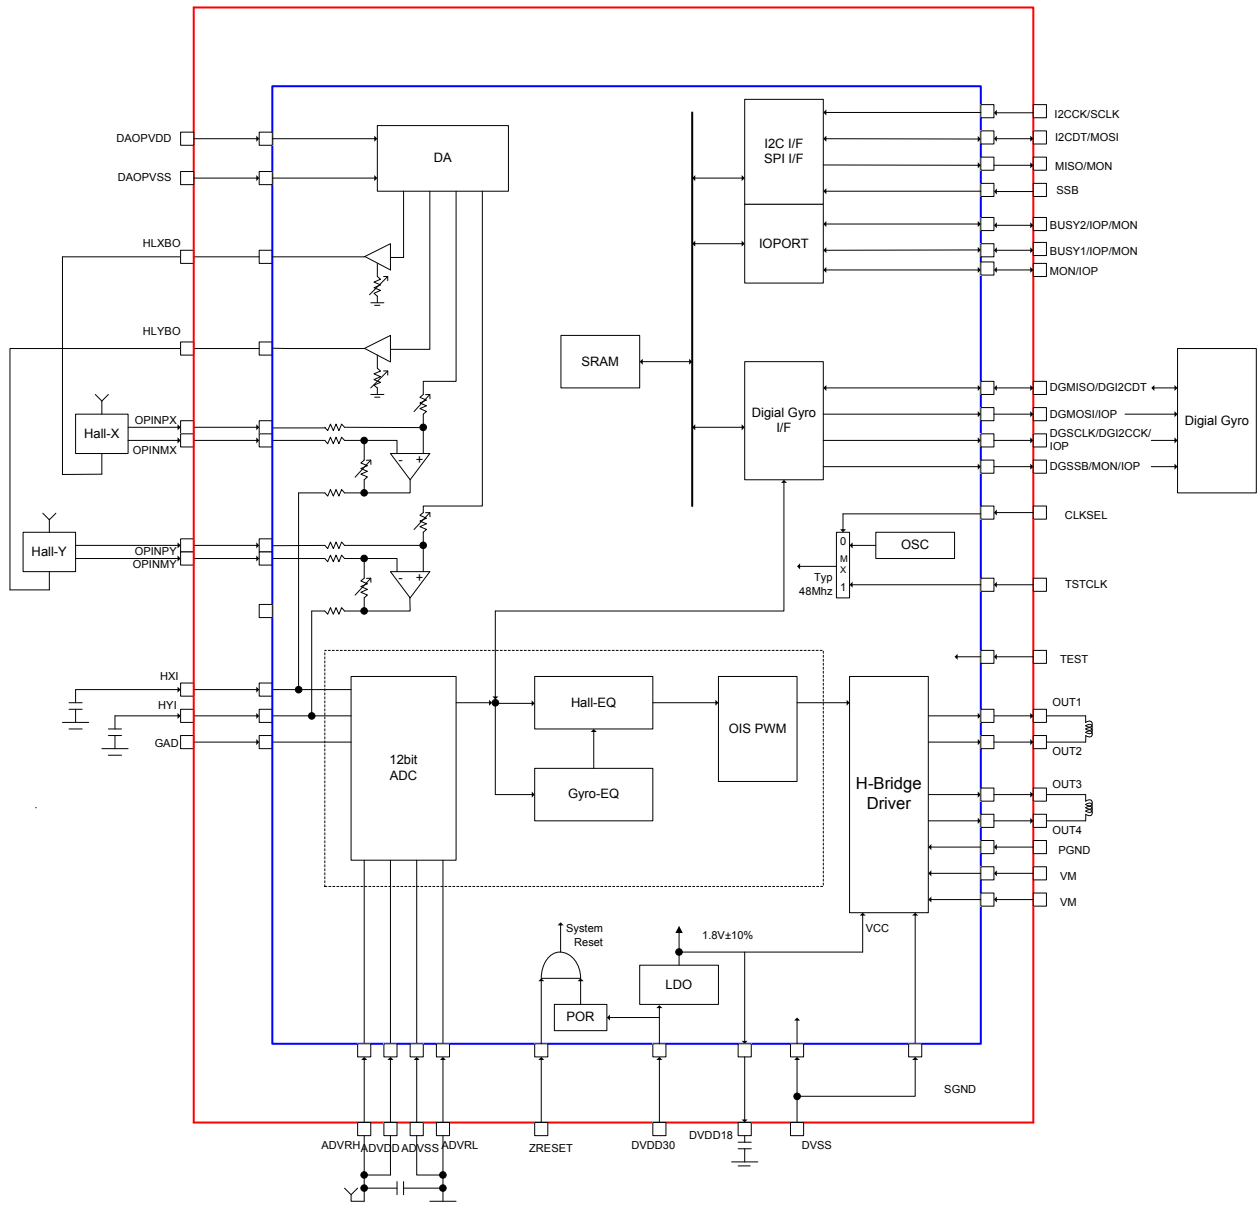 DAOPVDD
DAOPVSS
HLXBO
HLYBO
DA
I2C I/F
SPI I/F
IOPORT
I2CCK/SCLK
I2CDT/MOSI
MISO/MON
SSB
BUSY2/IOP/MON
BUSY1/IOP/MON
MON/IOP
SRAM
Digial Gyro
I/F
DGMISO/DGI2CDT
DGMOSI/IOP
DGSCLK/DGI2CCK/
IOP
DGSSB/MON/IOP
Digial Gyro
Hall-X
OPINPX
OPINMX
- +
Hall-Y
OPINPY
OPINMY
- +
CLKSEL
0
M
X
1
OSC
Typ
48Mhz
TSTCLK
TEST
HXI
HYI
GAD
12bit
ADC
Hall-EQ
Gyro-EQ
OIS PWM
H-Bridge
Driver
OUT1
OUT2
OUT3
OUT4
PGND
VM
VM
VCC
System
Reset
1.8V±10%
LDO
POR
SGND
ADVRH
ADVDD
ADVSS
ADVRL
ZRESET
DVDD30
DVDD18
DVSS